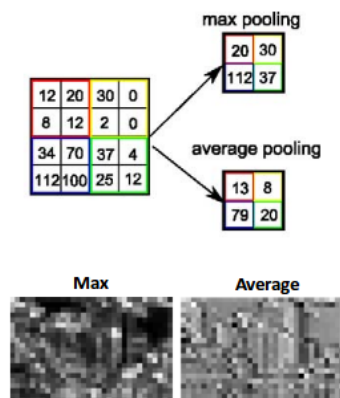 max pooling
20 30
112 37
12 20 30 0
8 12 2 0
34 70 37 4
112 100 25 12
average pooling
13 8
79 20
Max Average